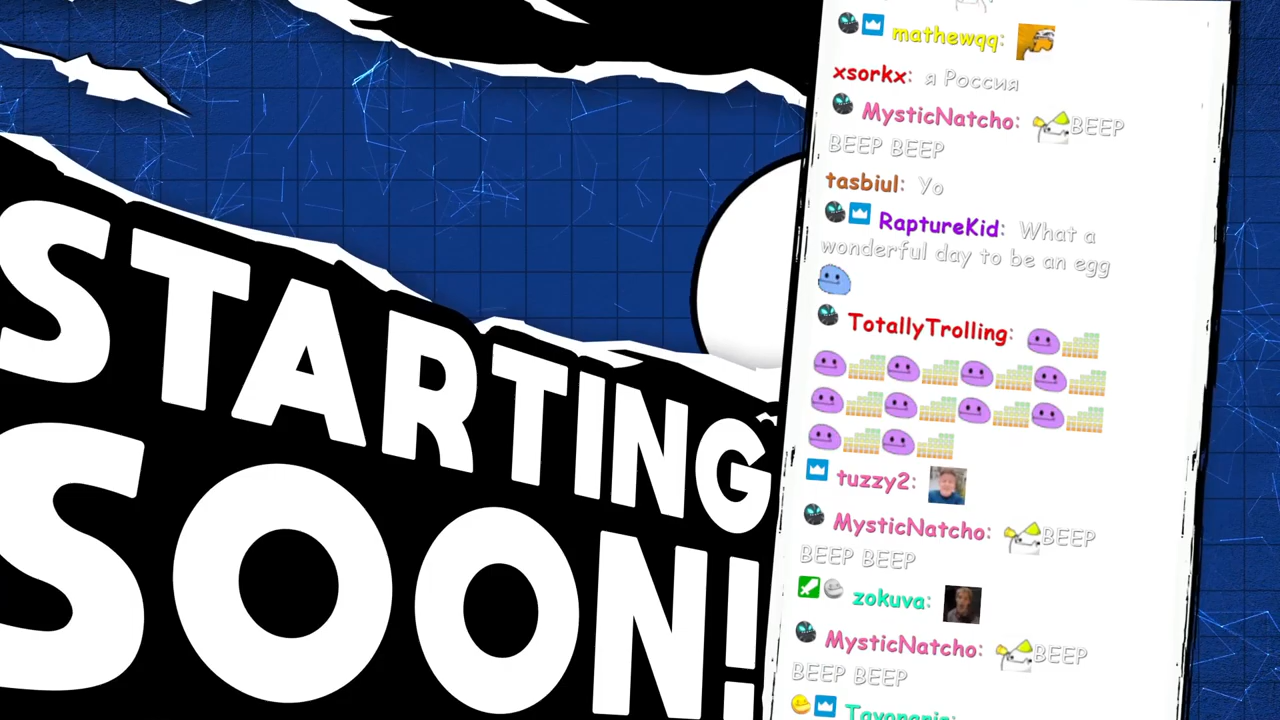 STARTING
SOON!
mathewqq:
xsorkx: я Россия
MysticNatcho: BEEP
BEEP BEEP
tasbiul: Yo
RaptureKid: What a
wonderful day to be an egg
TotallyTrolling:
tuzzy2:
MysticNatcho: BEEP
BEEP BEEP
zokuva:
MysticNatcho: BEEP
BEEP BEEP